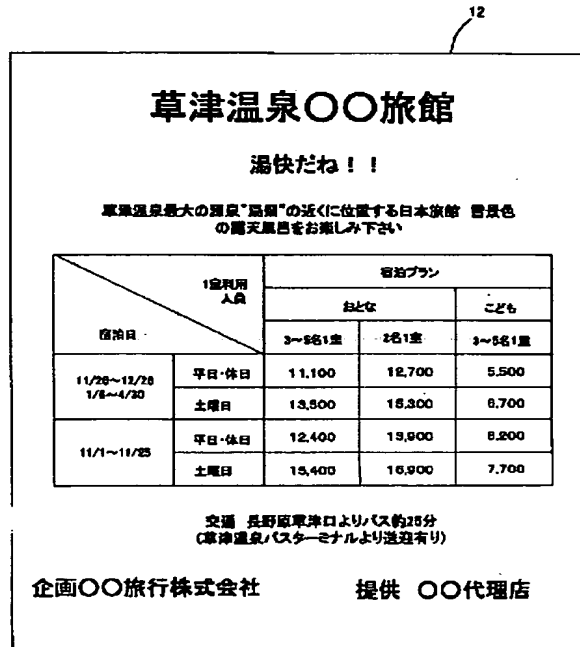 12
草津温泉〇〇旅館
湯快だね！！
草津温泉最大の源泉"湯畑"の近くに位置する日本旅館 雪景色
の露天風呂をお楽しみ下さい
1室利用
人員
宿泊日
宿泊プラン
おとな こども
3～5名1室 2名1室 3～5名1室
11/26～12/28
1/6～4/30
平日・休日 11,100 12,700 5,500
土曜日 13,500 15,300 6,700
11/1～11/25
平日・休日 12,400 13,900 6,200
土曜日 15,400 16,900 7,700
交通 長野原草津口よりバス約25分
(草津温泉バスターミナルより送迎有り)
企画〇〇旅行株式会社 提供 〇〇代理店